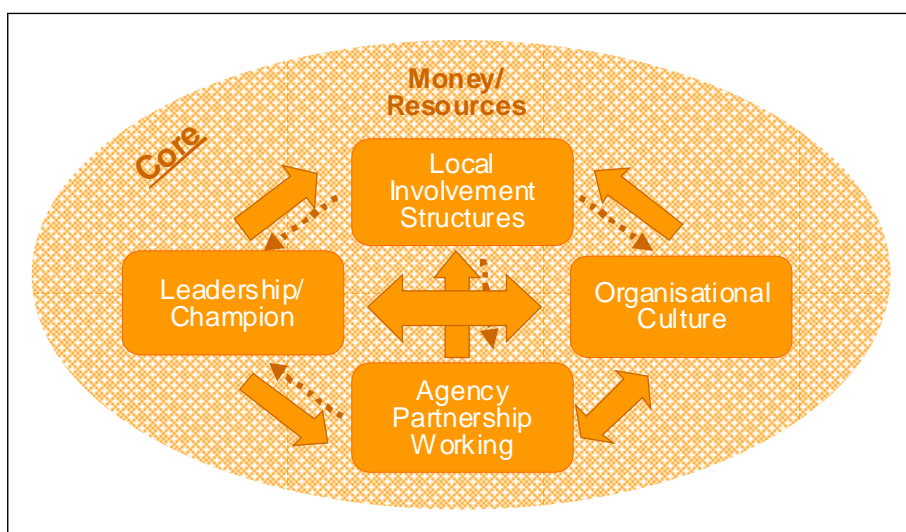 Money/
Resources
Core
Local
Involvement
Structures
Leadership/
Champion
Organisational
Culture
Agency
Partnership
Working